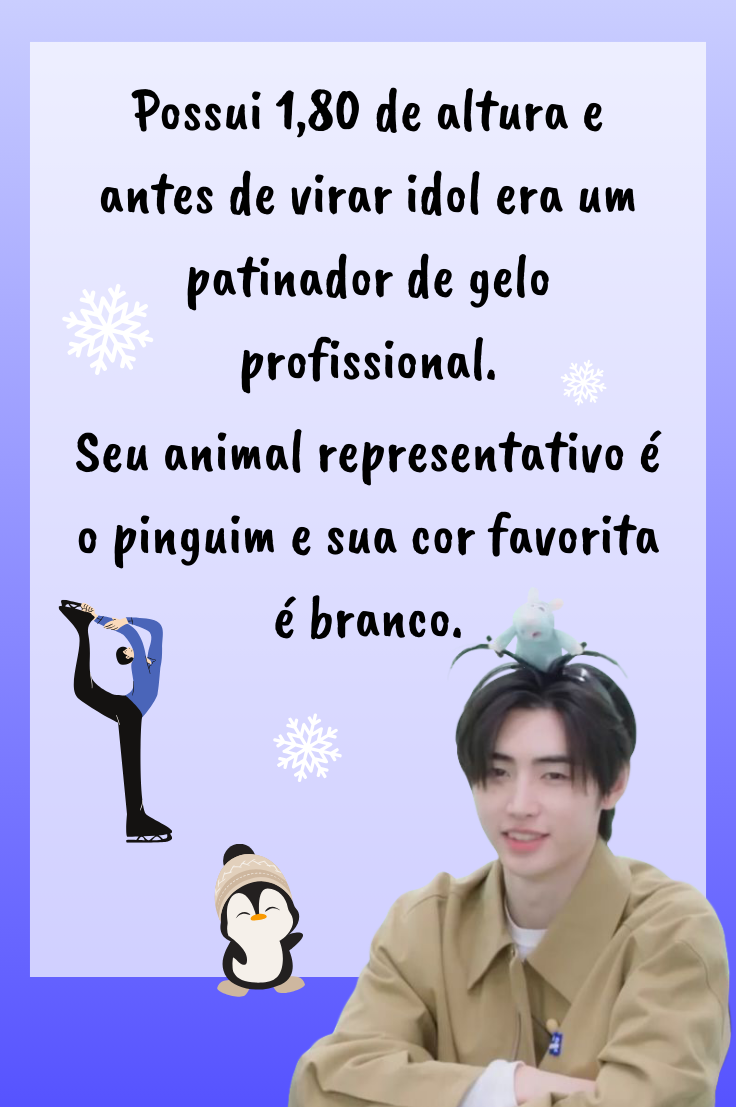 Possui 1,80 de altura e
antes de virar idol era um
patinador de gelo
profissional.
Seu animal representativo é
o pinguim e sua cor favorita
é branco.